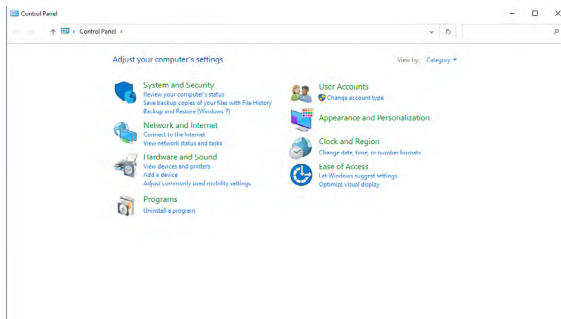 Control Panel
Control Panel
Adjust your computer's settings
View by: Category
System and Security
Review your computer's status
Save backup copies of your files with File History
Backup and Restore (Windows 7)
Network and Internet
Connect to the Internet
View network status and tasks
Hardware and Sound
View devices and printers
Add a device
Adjust commonly used mobility settings
Programs
Uninstall a program
User Accounts
Change account type
Appearance and Personalization
Clock and Region
Change date, time, or number formats
Ease of Access
Let Windows suggest settings
Optimize visual display